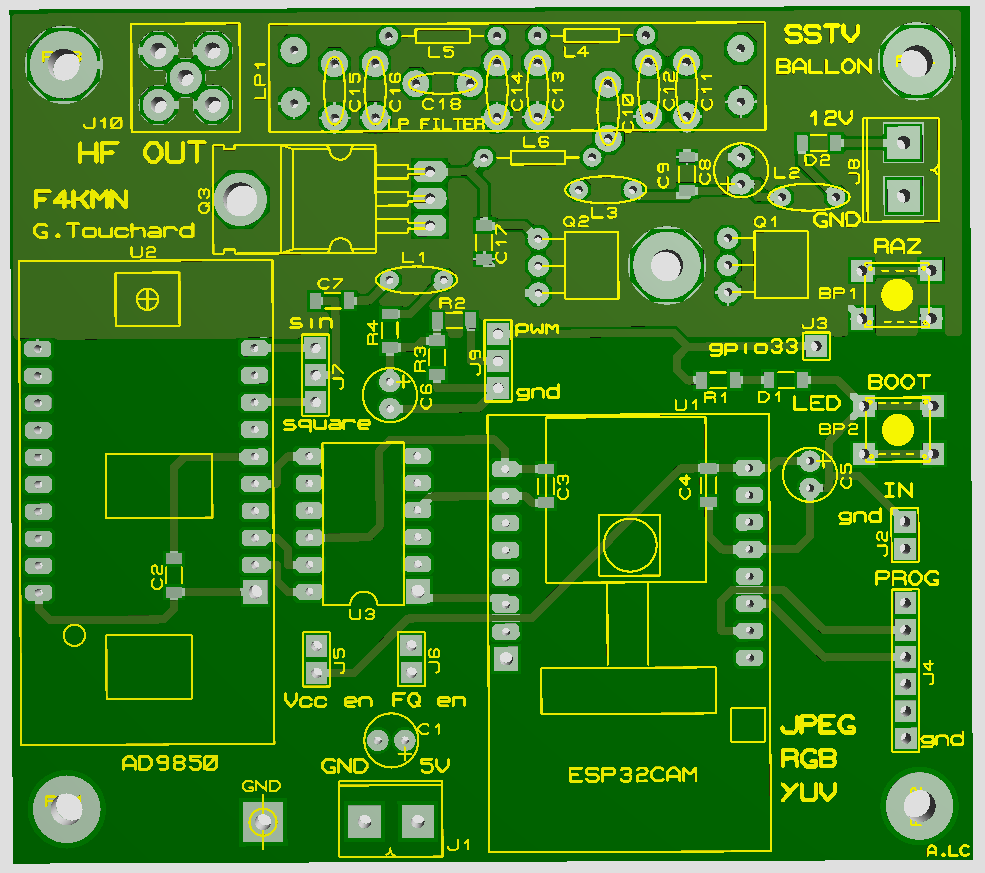 SSTV
BALLON
L5
L4
LP1
C15
C16
C18
C14
C13
C10
C12
C11
LP FILTER
J10
HF OUT
12V
D2
J8
L6
C9
C8
L2
GND
Q3
F4KMN
G.Touchard
L3
C17
Q2
Q1
RAZ
U2
L1
C7
sin
R4
R2
R3
pwm
J9
BP1
J3
gpio33
J7
C6
gnd
R1
D1
LED
BOOT
BP2
square
U1
C3
C4
C5
IN
gnd
J2
C2
U3
PROG
J5
J6
J4
Vcc en
FQ en
gnd
C1
JPEG
RGB
YUV
AD9850
GND
5V
ESP32CAM
GND
J1
A.LC